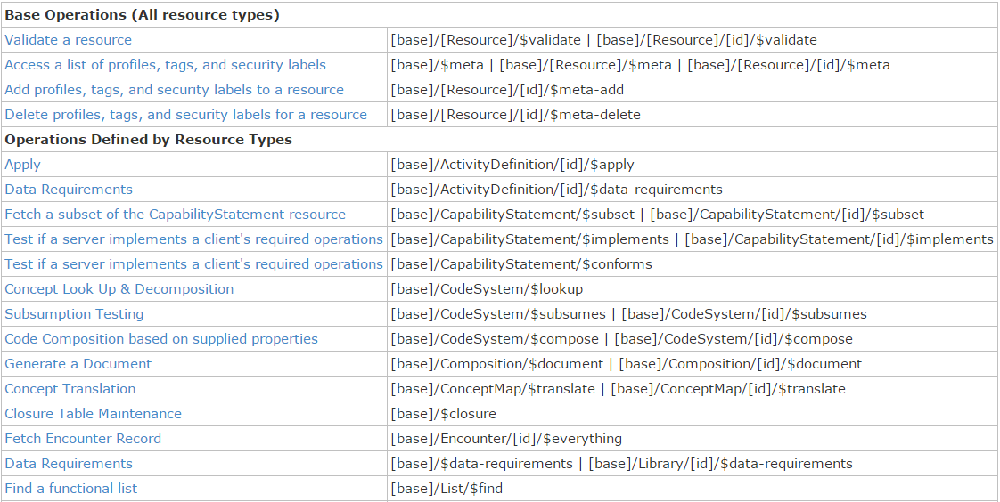 Base Operations (All resource types)
Validate a resource [base]/[Resource]/$validate | [base]/[Resource]/[id]/$validate
Access a list of profiles, tags, and security labels [base]/$meta | [base]/[Resource]/$meta | [base]/[Resource]/[id]/$meta
Add profiles, tags, and security labels to a resource [base]/[Resource]/[id]/$meta-add
Delete profiles, tags, and security labels for a resource [base]/[Resource]/[id]/$meta-delete
Operations Defined by Resource Types
Apply [base]/ActivityDefinition/[id]/$apply
Data Requirements [base]/ActivityDefinition/[id]/$data-requirements
Fetch a subset of the CapabilityStatement resource [base]/CapabilityStatement/$subset | [base]/CapabilityStatement/[id]/$subset
Test if a server implements a client's required operations [base]/CapabilityStatement/$implements | [base]/CapabilityStatement/[id]/$implements
Test if a server implements a client's required operations [base]/CapabilityStatement/$conforms
Concept Look Up & Decomposition [base]/CodeSystem/$lookup
Subsumption Testing [base]/CodeSystem/$subsumes | [base]/CodeSystem/[id]/$subsumes
Code Composition based on supplied properties [base]/CodeSystem/$compose | [base]/CodeSystem/[id]/$compose
Generate a Document [base]/Composition/$document | [base]/Composition/[id]/$document
Concept Translation [base]/ConceptMap/$translate | [base]/ConceptMap/[id]/$translate
Closure Table Maintenance [base]/$closure
Fetch Encounter Record [base]/Encounter/[id]/$everything
Data Requirements [base]/$data-requirements | [base]/Library/[id]/$data-requirements
Find a functional list [base]/List/$find